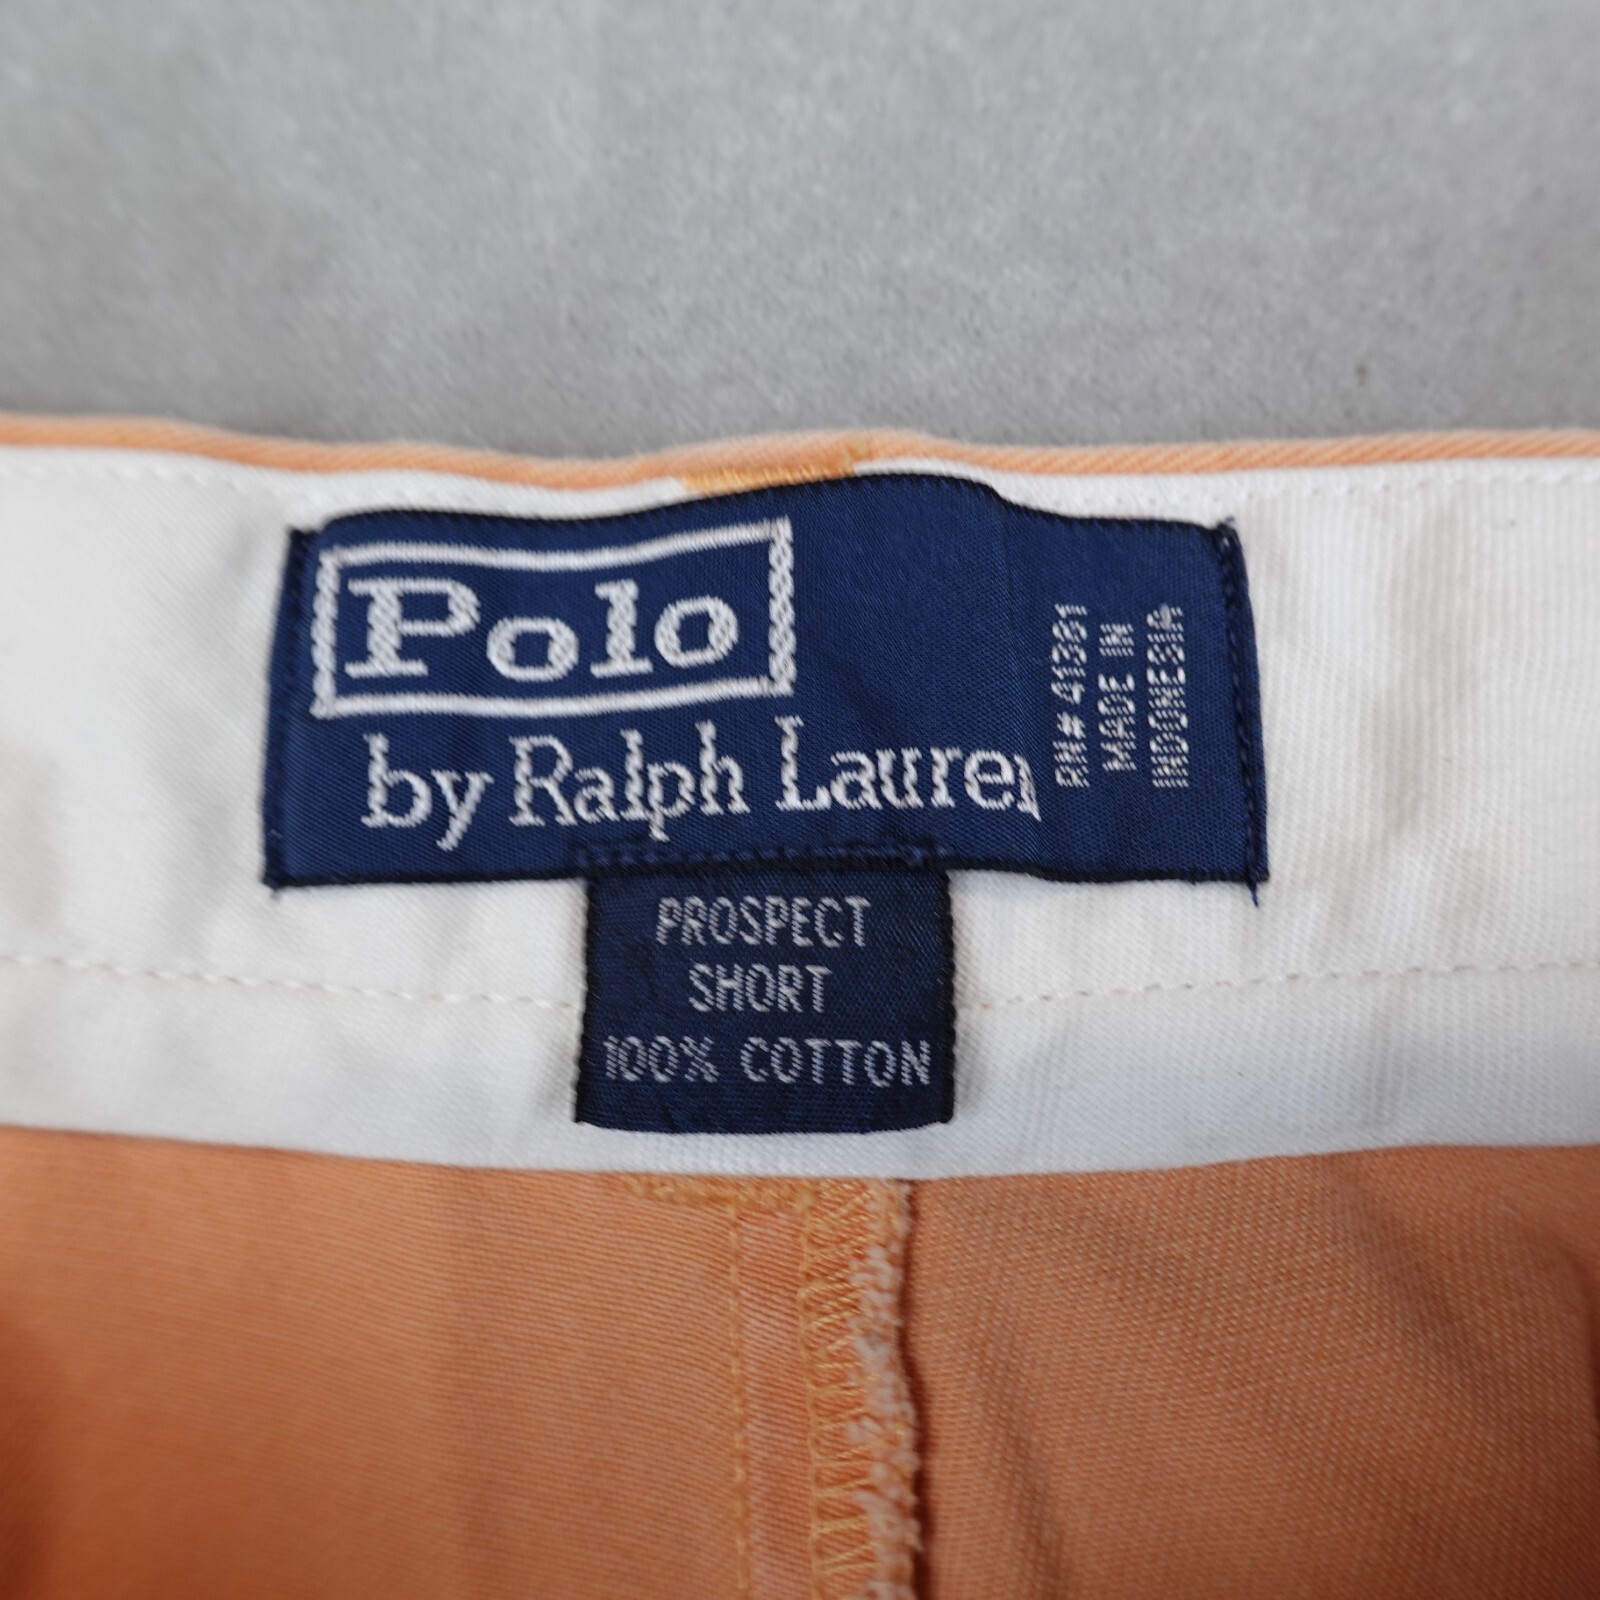 Polo
by Ralph Lauren
RN# 41381
MADE IN
INDONESIA
PROSPECT
SHORT
100% COTTON